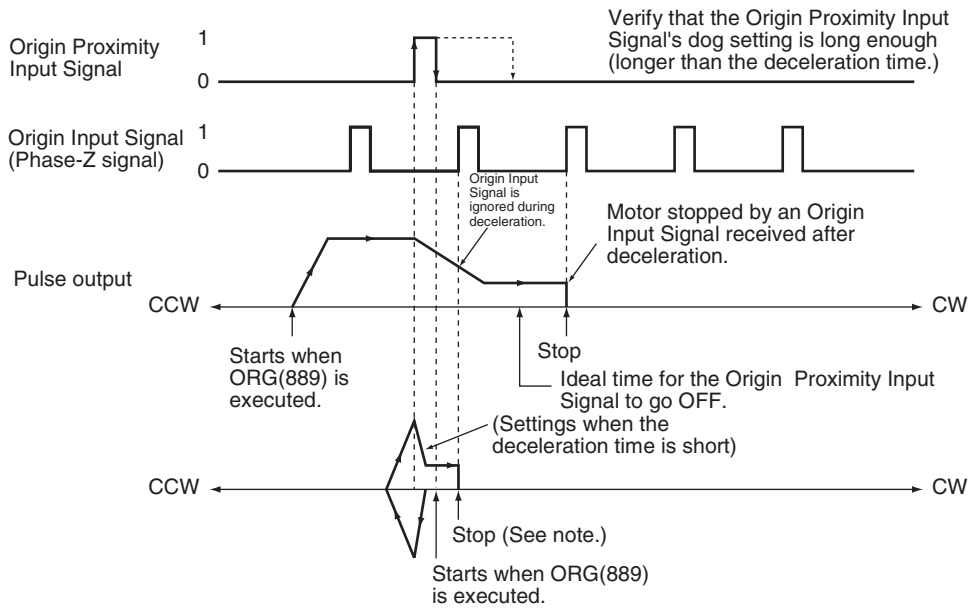 Origin Proximity
Input Signal
1
0
Verify that the Origin Proximity Input
Signal's dog setting is long enough
(longer than the deceleration time.)
Origin Input Signal
(Phase-Z signal)
1
0
Origin Input
Signal is
ignored during
deceleration.
Motor stopped by an Origin
Input Signal received after
deceleration.
Pulse output
CCW
CW
Starts when
ORG(889) is
executed.
Stop
Ideal time for the Origin Proximity Input
Signal to go OFF.
(Settings when the
deceleration time is short)
CCW
CW
Stop (See note.)
Starts when ORG(889)
is executed.